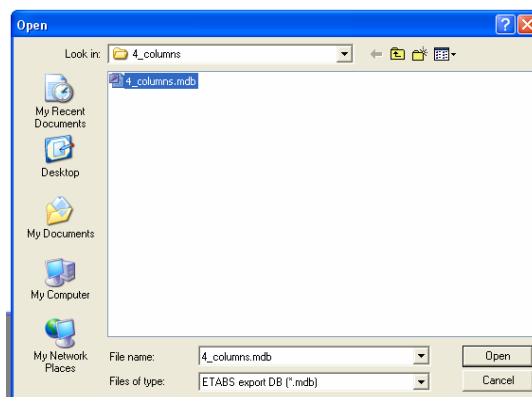 Open
Look in: 4_columns
4_columns.mdb
My Recent
Documents
Desktop
My Documents
My Computer
My Network
Places
File name: 4_columns.mdb Open
Files of type: ETABS export DB (*.mdb) Cancel